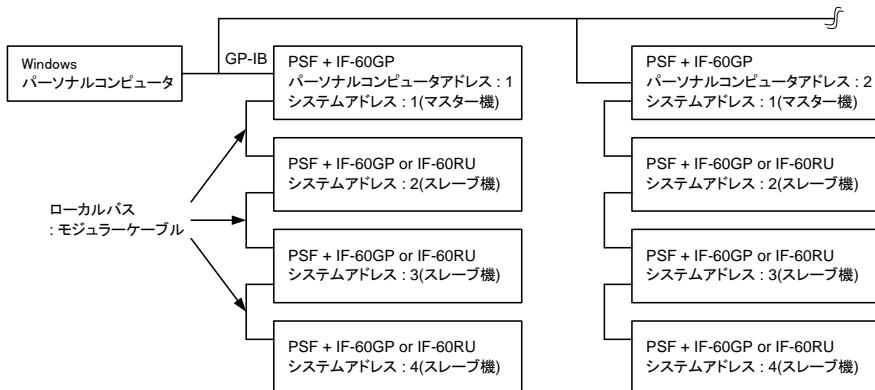 Windows
パーソナルコンピュータ
GP-IB
PSF + IF-60GP
パーソナルコンピュータアドレス : 1
システムアドレス : 1(マスター機)
PSF + IF-60GP or IF-60RU
システムアドレス : 2(スレーブ機)
PSF + IF-60GP or IF-60RU
システムアドレス : 3(スレーブ機)
PSF + IF-60GP or IF-60RU
システムアドレス : 4(スレーブ機)
ローカルバス
: モジュラーケーブル
PSF + IF-60GP
パーソナルコンピュータアドレス : 2
システムアドレス : 1(マスター機)
PSF + IF-60GP or IF-60RU
システムアドレス : 2(スレーブ機)
PSF + IF-60GP or IF-60RU
システムアドレス : 3(スレーブ機)
PSF + IF-60GP or IF-60RU
システムアドレス : 4(スレーブ機)